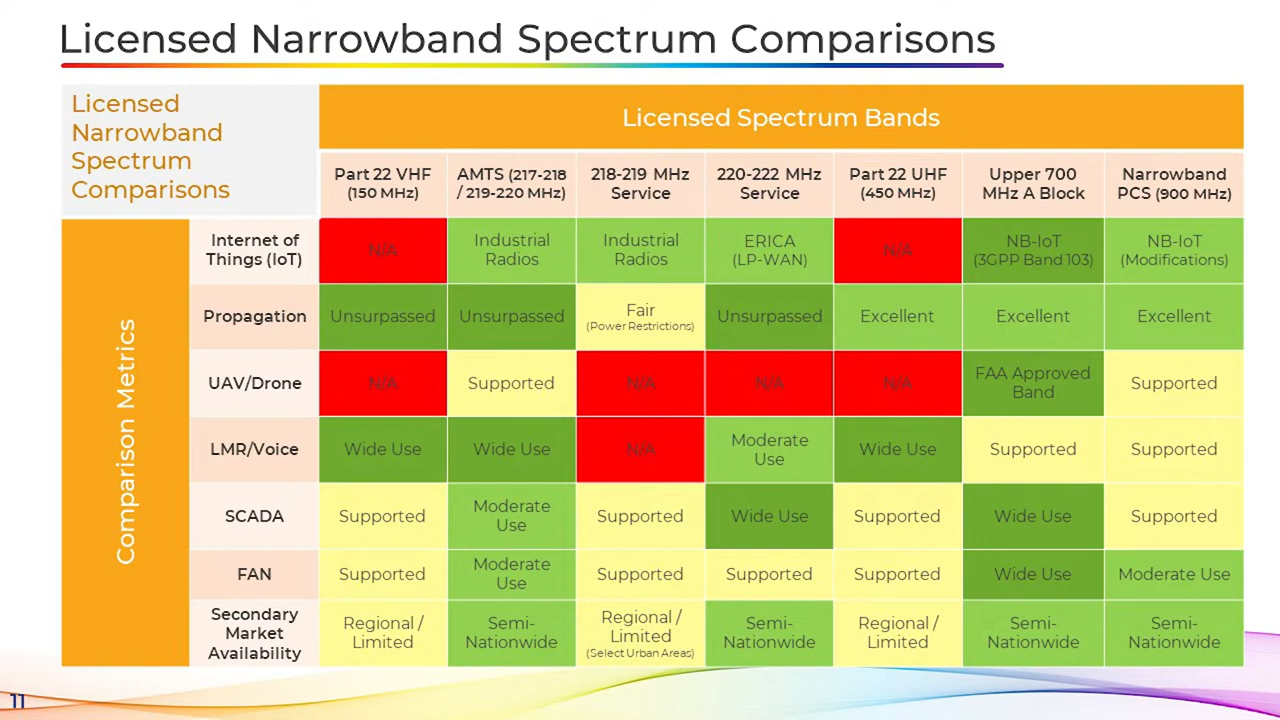 Licensed Narrowband Spectrum Comparisons
Licensed
Narrowband
Spectrum
Comparisons
Licensed Spectrum Bands
Part 22 VHF
(150 MHz)
AMTS (217-218
/ 219-220 MHz)
218-219 MHz
Service
220-222 MHz
Service
Part 22 UHF
(450 MHz)
Upper 700
MHz A Block
Narrowband
PCS (900 MHz)
Comparison Metrics
Internet of
Things (IoT)
N/A
Industrial
Radios
Industrial
Radios
ERICA
(LP-WAN)
N/A
NB-IoT
(3GPP Band 103)
NB-IoT
(Modifications)
Propagation
Unsurpassed
Unsurpassed
Fair
(Power Restrictions)
Unsurpassed
Excellent
Excellent
Excellent
UAV/Drone
N/A
Supported
N/A
N/A
N/A
FAA Approved
Band
Supported
LMR/Voice
Wide Use
Wide Use
N/A
Moderate
Use
Wide Use
Supported
Supported
SCADA
Supported
Moderate
Use
Supported
Wide Use
Supported
Wide Use
Supported
FAN
Supported
Moderate
Use
Supported
Supported
Supported
Wide Use
Moderate Use
Secondary
Market
Availability
Regional /
Limited
Semi-
Nationwide
Regional /
Limited
(Select Urban Areas)
Semi-
Nationwide
Regional /
Limited
Semi-
Nationwide
Semi-
Nationwide
11